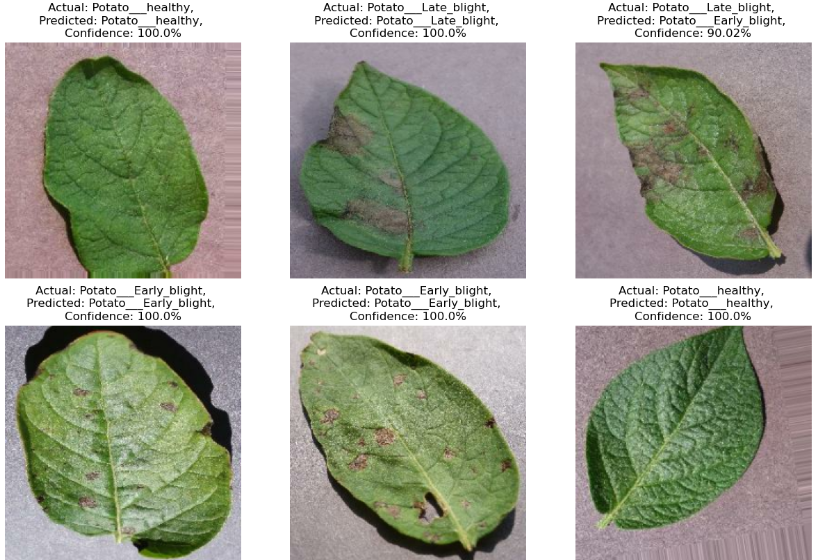 Actual: Potato___healthy,
Predicted: Potato___healthy,
Confidence: 100.0%
Actual: Potato___Late_blight,
Predicted: Potato___Late_blight,
Confidence: 100.0%
Actual: Potato___Late_blight,
Predicted: Potato___Early_blight,
Confidence: 90.02%
Actual: Potato___Early_blight,
Predicted: Potato___Early_blight,
Confidence: 100.0%
Actual: Potato___Early_blight,
Predicted: Potato___Early_blight,
Confidence: 100.0%
Actual: Potato___healthy,
Predicted: Potato___healthy,
Confidence: 100.0%